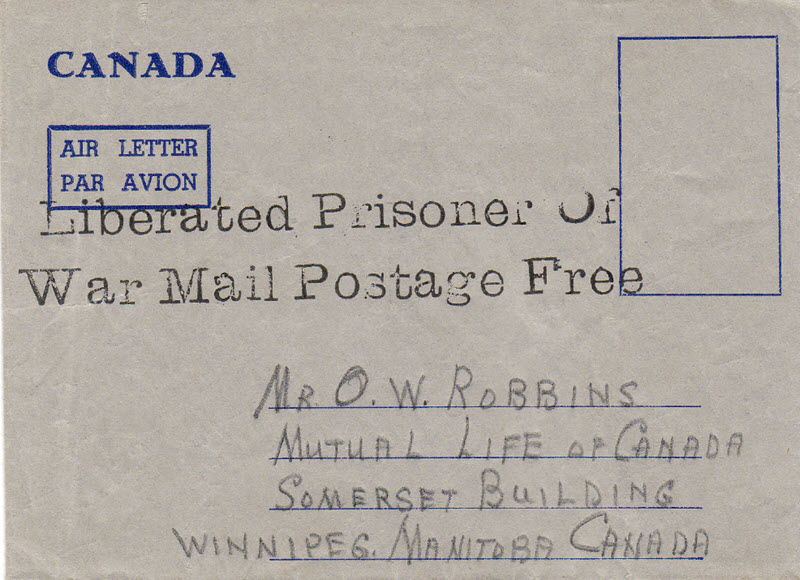 CANADA
AIR LETTER
PAR AVION
Liberated Prisoner Of
War Mail Postage Free
MR O. W. ROBBINS
MUTUAL LIFE OF CANADA
SOMERSET BUILDING
WINNIPEG. MANITOBA CANADA